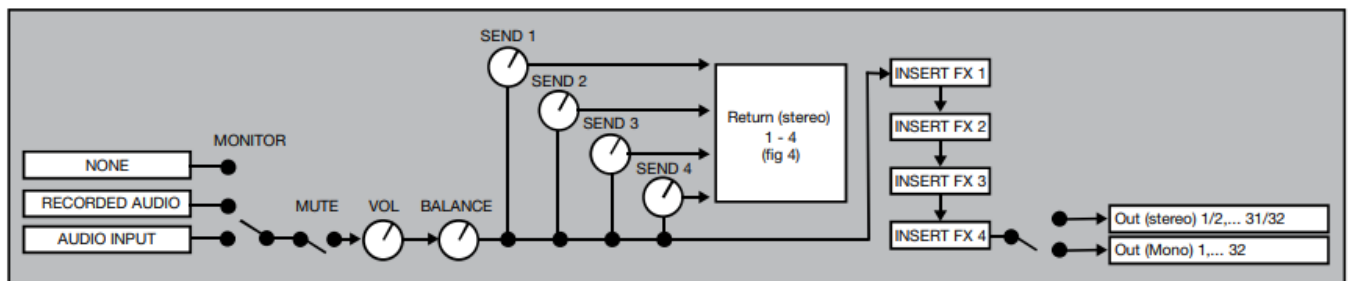 SEND 1
SEND 2
SEND 3
SEND 4
Return (stereo)
1 - 4
(fig 4)
INSERT FX 1
INSERT FX 2
INSERT FX 3
INSERT FX 4
MONITOR
NONE
RECORDED AUDIO
AUDIO INPUT
MUTE
VOL
BALANCE
Out (stereo) 1/2,... 31/32
Out (Mono) 1,... 32